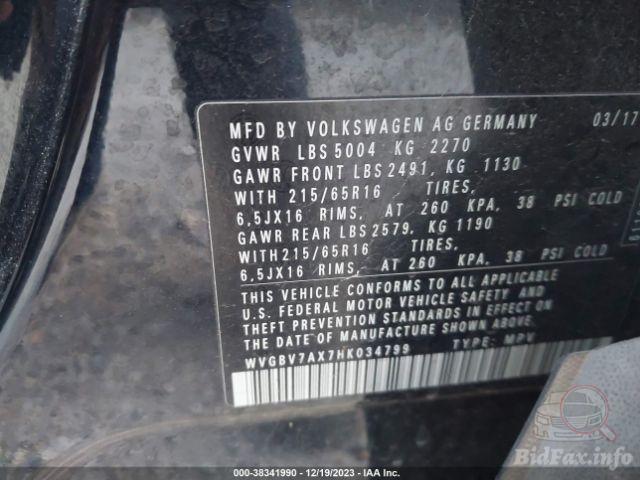 MFD BY VOLKSWAGEN AG GERMANY 03/17
GVWR LBS 5004 KG 2270
GAWR FRONT LBS 2491, KG 1130
WITH 215/65R16 TIRES,
6,5JX16 RIMS, AT 260 KPA, 38 PSI COLD
GAWR REAR LBS 2579, KG 1190
WITH 215/65R16 TIRES,
6,5JX16 RIMS, AT 260 KPA, 38 PSI COLD
THIS VEHICLE CONFORMS TO ALL APPLICABLE
U.S. FEDERAL MOTOR VEHICLE SAFETY AND
THEFT PREVENTION STANDARDS IN EFFECT ON
THE DATE OF MANUFACTURE SHOWN ABOVE.
WVGBV7AX7HK034799 TYPE: MPV
BidFax.info
000-38341990 - 12/19/2023 - IAA Inc.